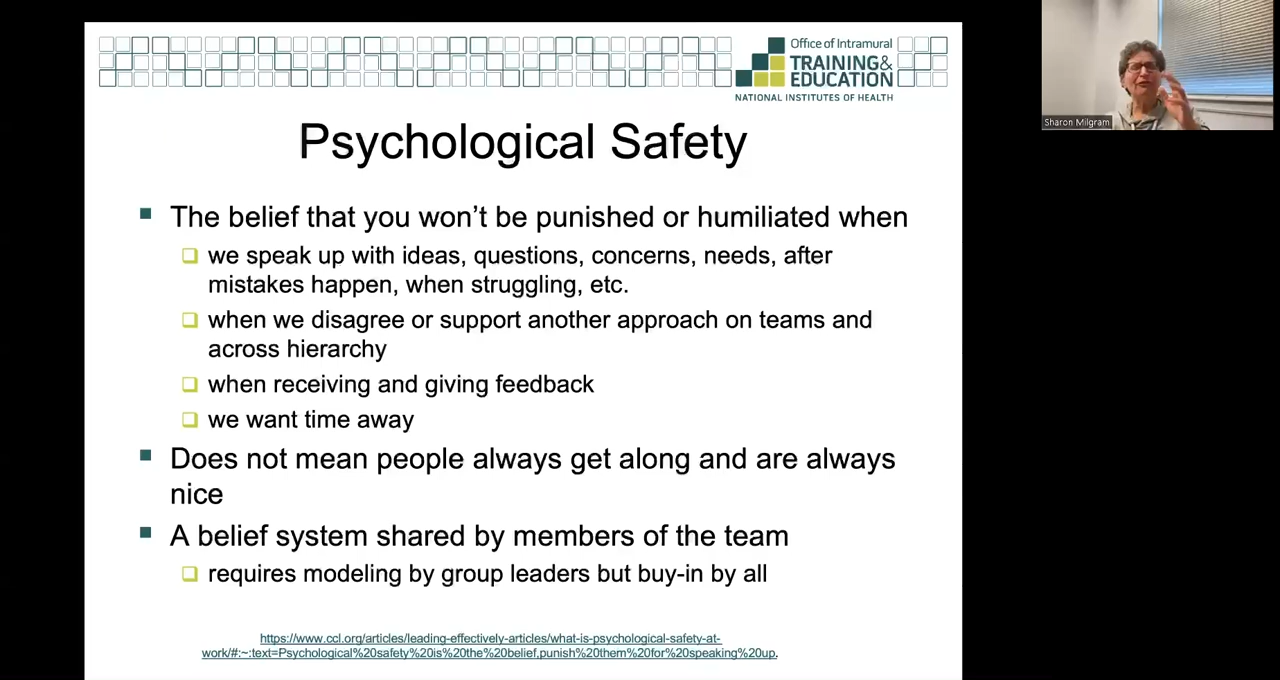 Office of Intramural
TRAINING&
EDUCATION
NATIONAL INSTITUTES OF HEALTH
Sharon Milgram
Psychological Safety
The belief that you won't be punished or humiliated when
we speak up with ideas, questions, concerns, needs, after
mistakes happen, when struggling, etc.
when we disagree or support another approach on teams and
across hierarchy
when receiving and giving feedback
we want time away
Does not mean people always get along and are always
nice
A belief system shared by members of the team
requires modeling by group leaders but buy-in by all
https://www.ccl.org/articles/leading-effectively-articles/what-is-psychological-safety-at-
work/#:~:text=Psychological%20safety%20is%20the%20belief,punish%20them%20for%20speaking%20up.